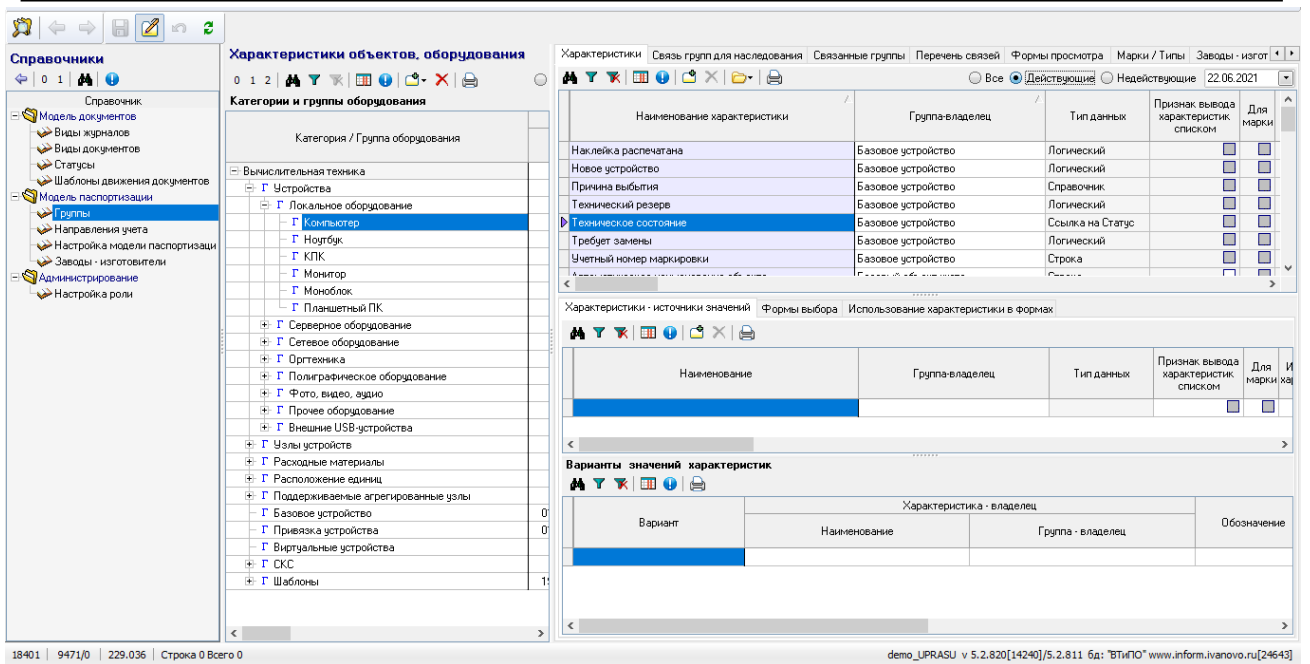 Справочники
0 1
Справочник
Модель документов
Виды журналов
Виды документов
Статусы
Шаблоны движения документов
Модель паспортизации
Группы
Направления учета
Настройка модели паспортизаци
Заводы - изготовители
Администрирование
Настройка роли
Характеристики объектов, оборудования
0 1 2
Категории и группы оборудования
Категория / Группа оборудования
Вычислительная техника
Г Устройства
Г Локальное оборудование
Г Компьютер
Г Ноутбук
Г КПК
Г Монитор
Г Моноблок
Г Планшетный ПК
Г Серверное оборудование
Г Сетевое оборудование
Г Оргтехника
Г Полиграфическое оборудование
Г Фото, видео, аудио
Г Прочее оборудование
Г Внешние USB-устройства
Г Узлы устройств
Г Расходные материалы
Г Расположение единиц
Г Поддерживаемые агрегированные узлы
Г Базовое устройство 0
Г Привязка устройства 0
Г Виртуальные устройства
Г СКС
Г Шаблоны 1
Характеристики Связь групп для наследования Связанные группы Перечень связей Формы просмотра Марки / Типы Заводы - изгот
Все Действующие Недействующие 22.06.2021
Наименование характеристики Группа-владелец Тип данных Признак вывода характеристик списком Для марки
Наклейка распечатана Базовое устройство Логический
Новое устройство Базовое устройство Логический
Причина выбытия Базовое устройство Справочник
Технический резерв Базовое устройство Логический
Техническое состояние Базовое устройство Ссылка на Статус
Требует замены Базовое устройство Логический
Учетный номер маркировки Базовое устройство Строка
Характеристики - источники значений Формы выбора Использование характеристики в формах
Наименование Группа-владелец Тип данных Признак вывода характеристик списком Для марки И хар
Варианты значений характеристик
Вариант Характеристика - владелец Обозначение
Наименование Группа - владелец
18401 9471/0 229.036 Строка 0 Всего 0 demo_UPRASU v 5.2.820[14240]/5.2.811 бд: "ВТиПО" www.inform.ivanovo.ru[24643]